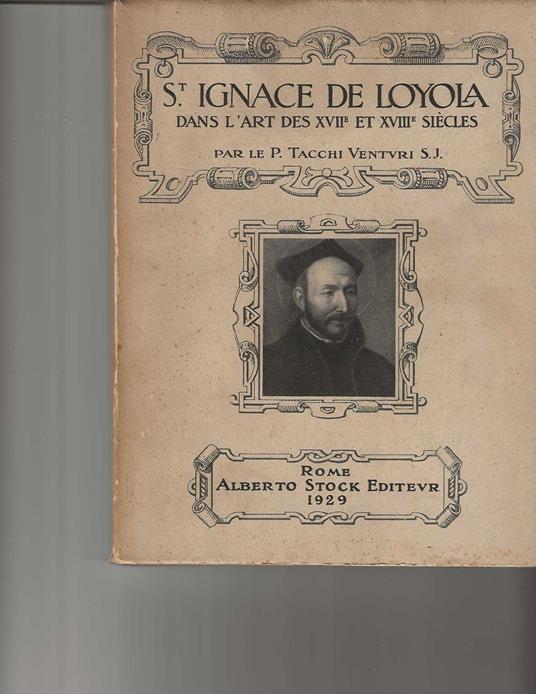 S.T IGNACE DE LOYOLA
DANS L'ART DES XVIIE ET XVIIIE SIÈCLES
PAR LE P. TACCHI VENTVRI S.J.
ROME
ALBERTO STOCK EDITEVR
1929